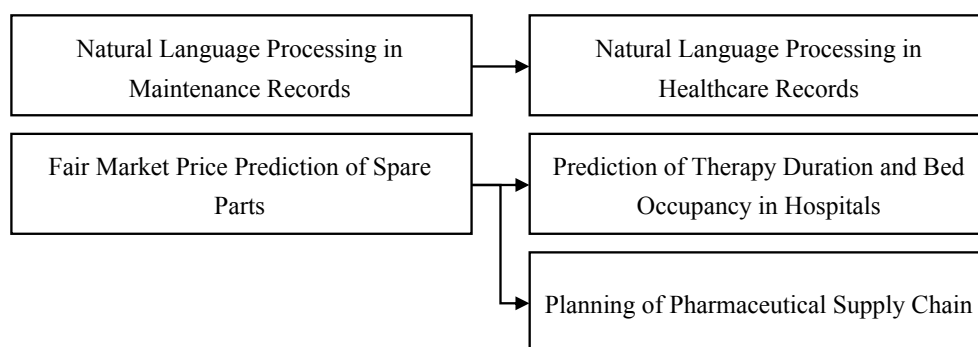 Natural Language Processing in
Maintenance Records
Natural Language Processing in
Healthcare Records
Fair Market Price Prediction of Spare
Parts
Prediction of Therapy Duration and Bed
Occupancy in Hospitals
Planning of Pharmaceutical Supply Chain